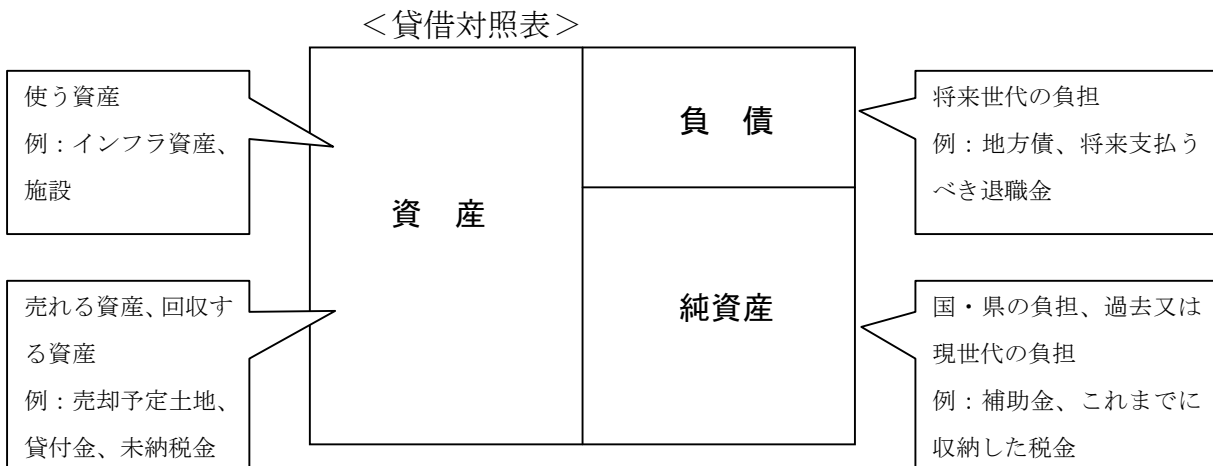 ＜貸借対照表＞
使う資産
例：インフラ資産、
施設
売れる資産、回収す
る資産
例：売却予定土地、
貸付金、未納税金
資　産
負　債
純資産
将来世代の負担
例：地方債、将来支払う
べき退職金
国・県の負担、過去又は
現世代の負担
例：補助金、これまでに
収納した税金